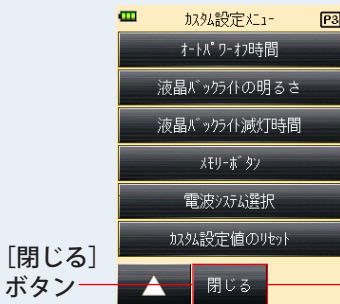 カスタム設定メニュー P3
オートパワーオフ時間
液晶バックライトの明るさ
液晶バックライト減灯時間
メモリーボタン
電波システム選択
カスタム設定値のリセット
[閉じる]
ボタン
▲ 閉じる